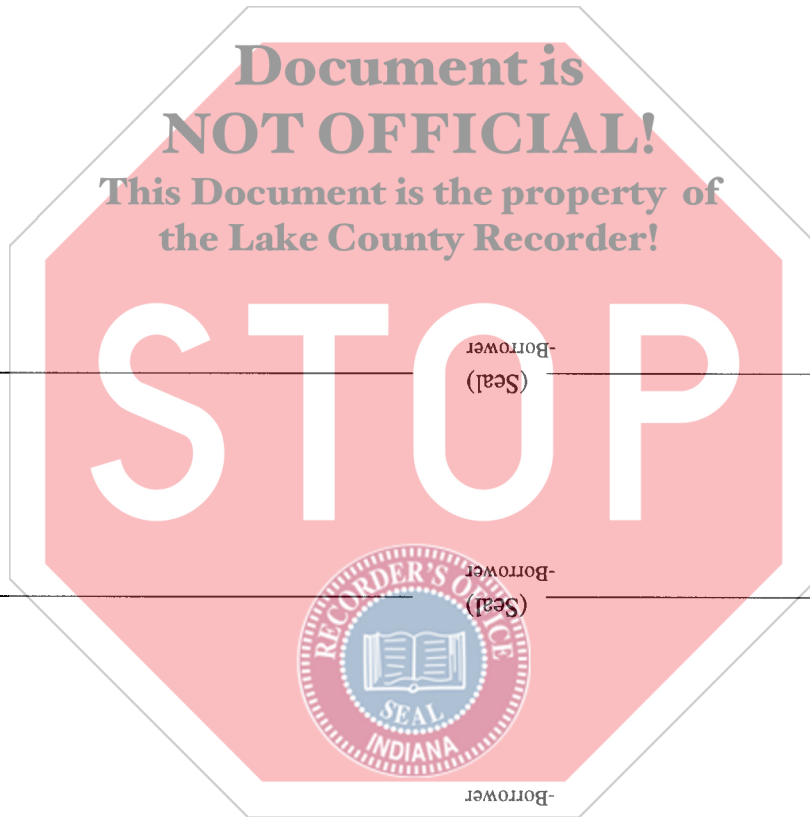 Document is
NOT OFFICIAL!
This Document is the property of
the Lake County Recorder!
STOP
-Borrower
(Seal)
-Borrower
(Seal)
RECORDER'S OFFICE
SEAL
INDIANA
-Borrower